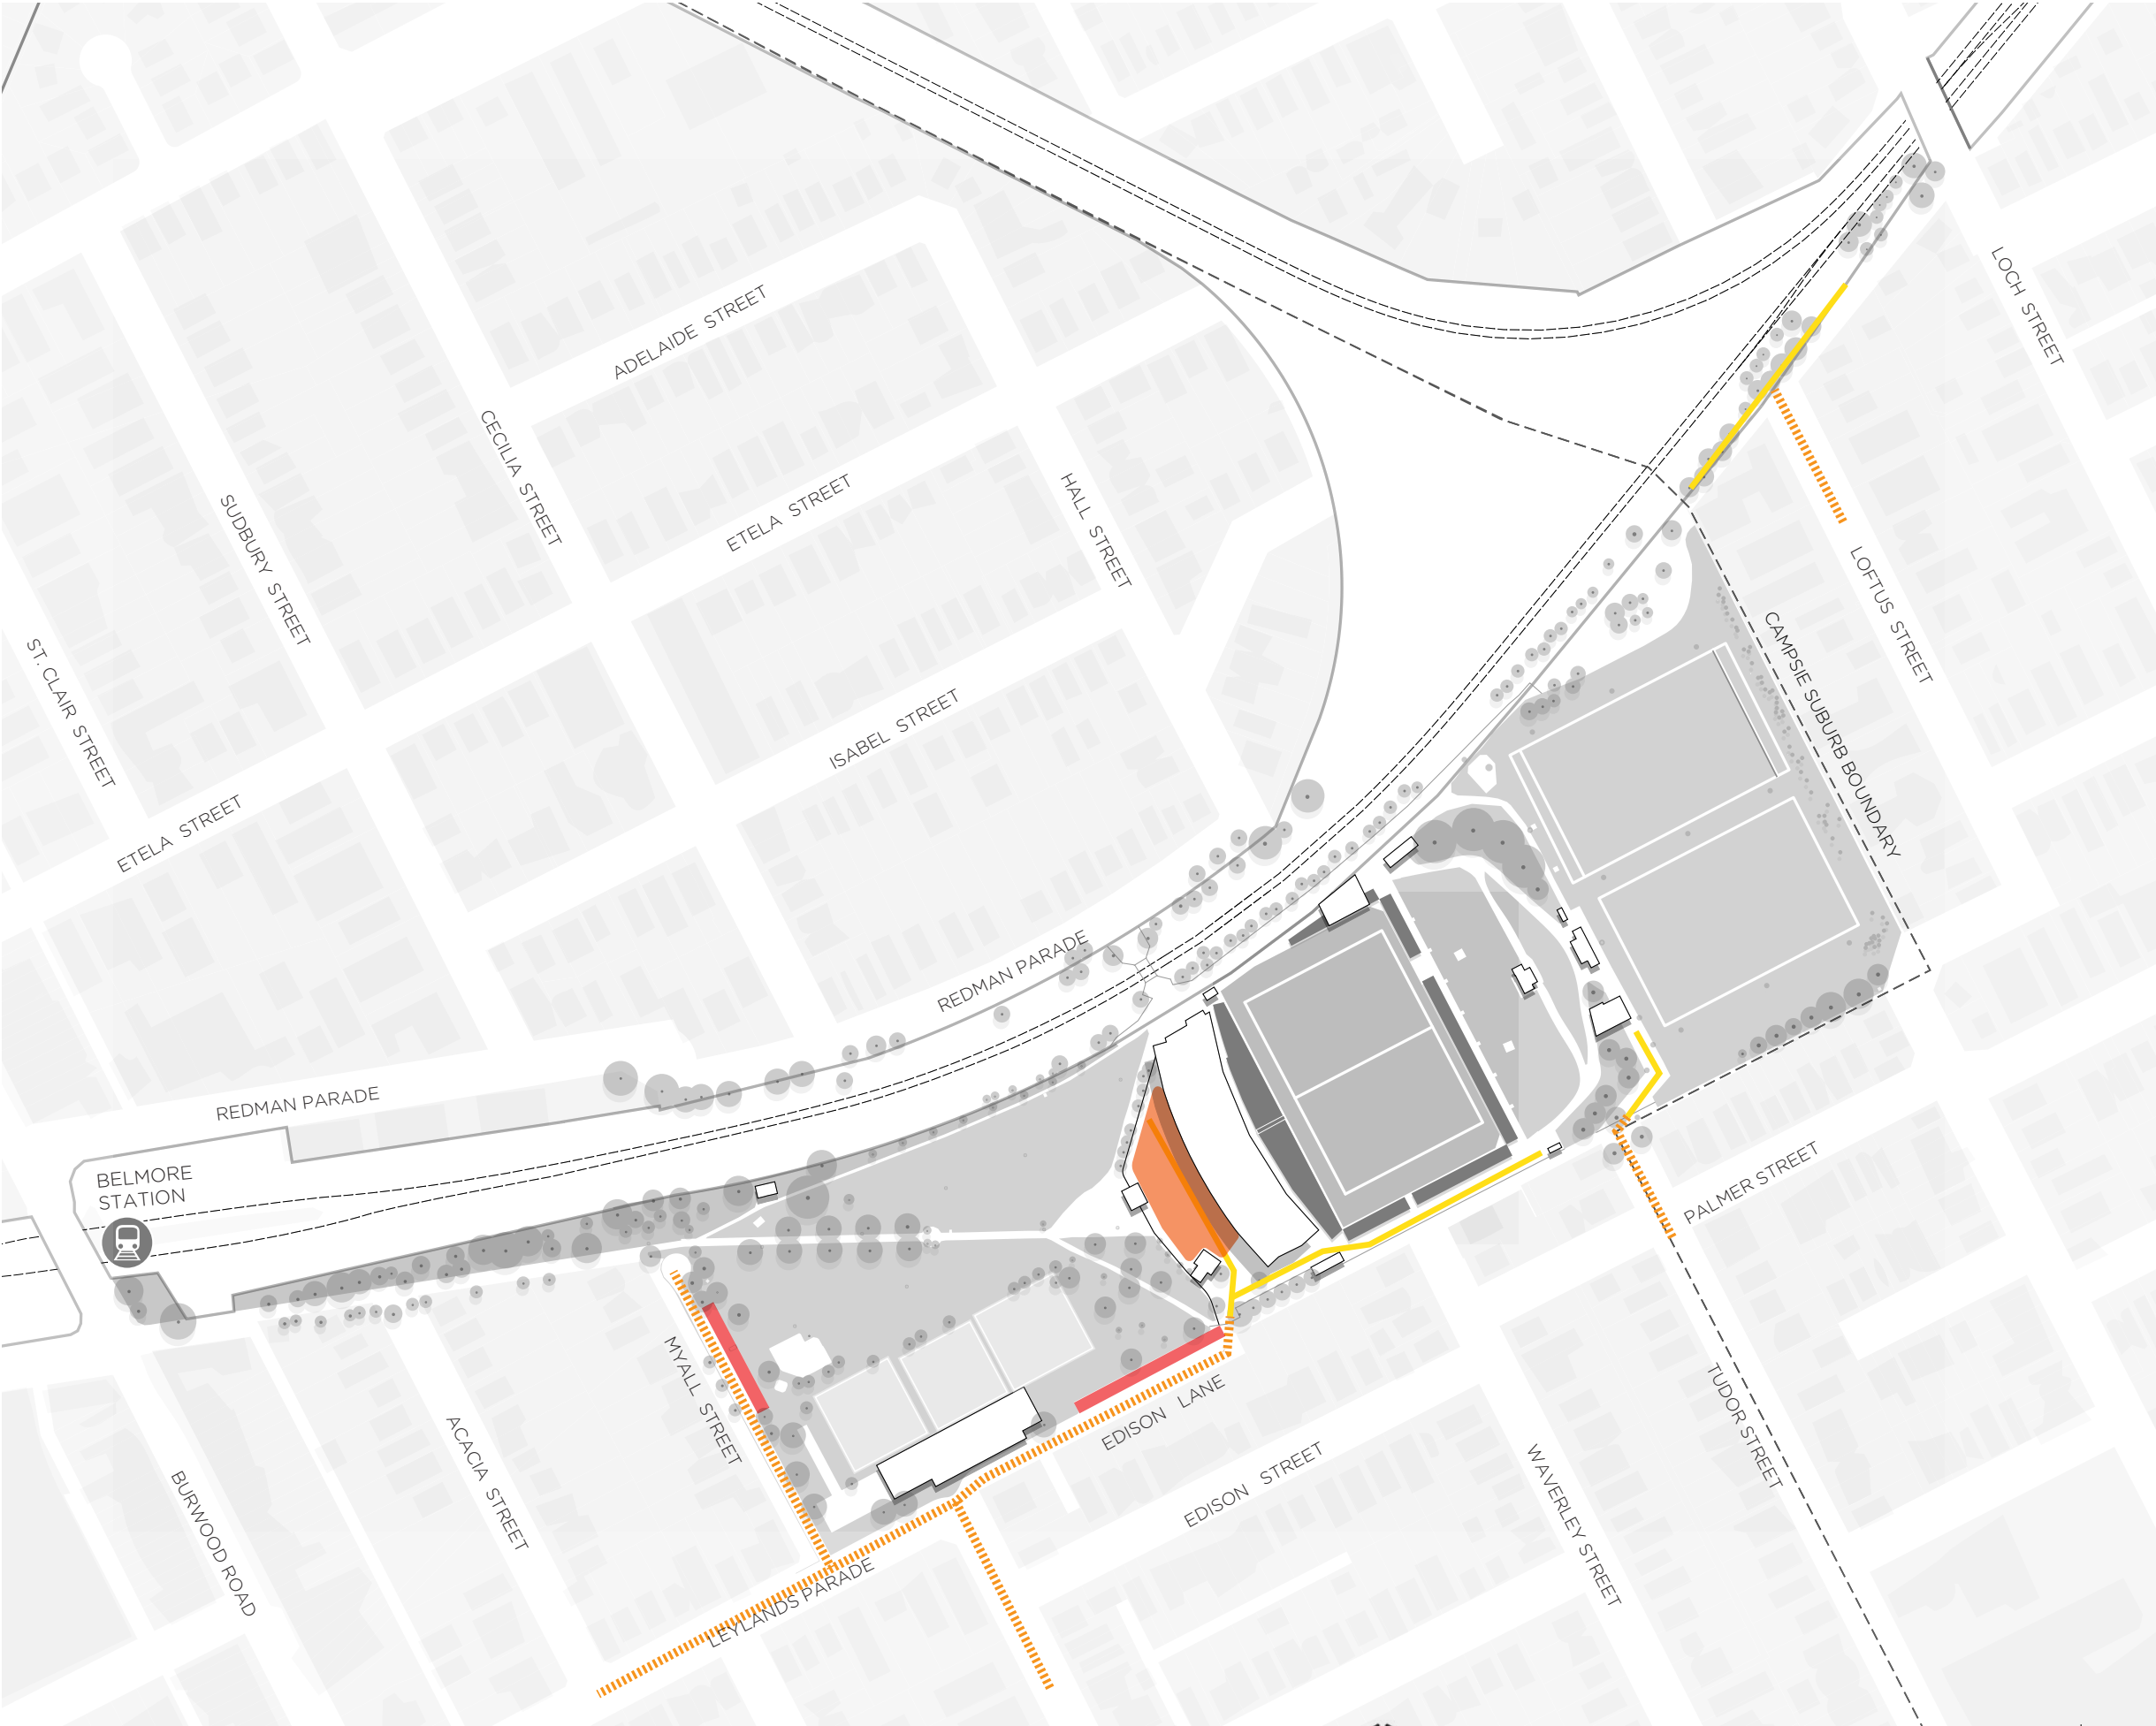 LOCH STREET
ADELAIDE STREET
CECILIA STREET
SUDBURY STREET
ETELA STREET
HALL STREET
LOFTUS STREET
CAMPSIE SUBURB BOUNDARY
ST. CLAIR STREET
ISABEL STREET
ETELA STREET
REDMAN PARADE
REDMAN PARADE
BELMORE
STATION
PALMER STREET
MYALL STREET
EDISON LANE
TUDOR STREET
ACACIA STREET
EDISON STREET
WAVERLEY STREET
BURWOOD ROAD
LEYLANDS PARADE